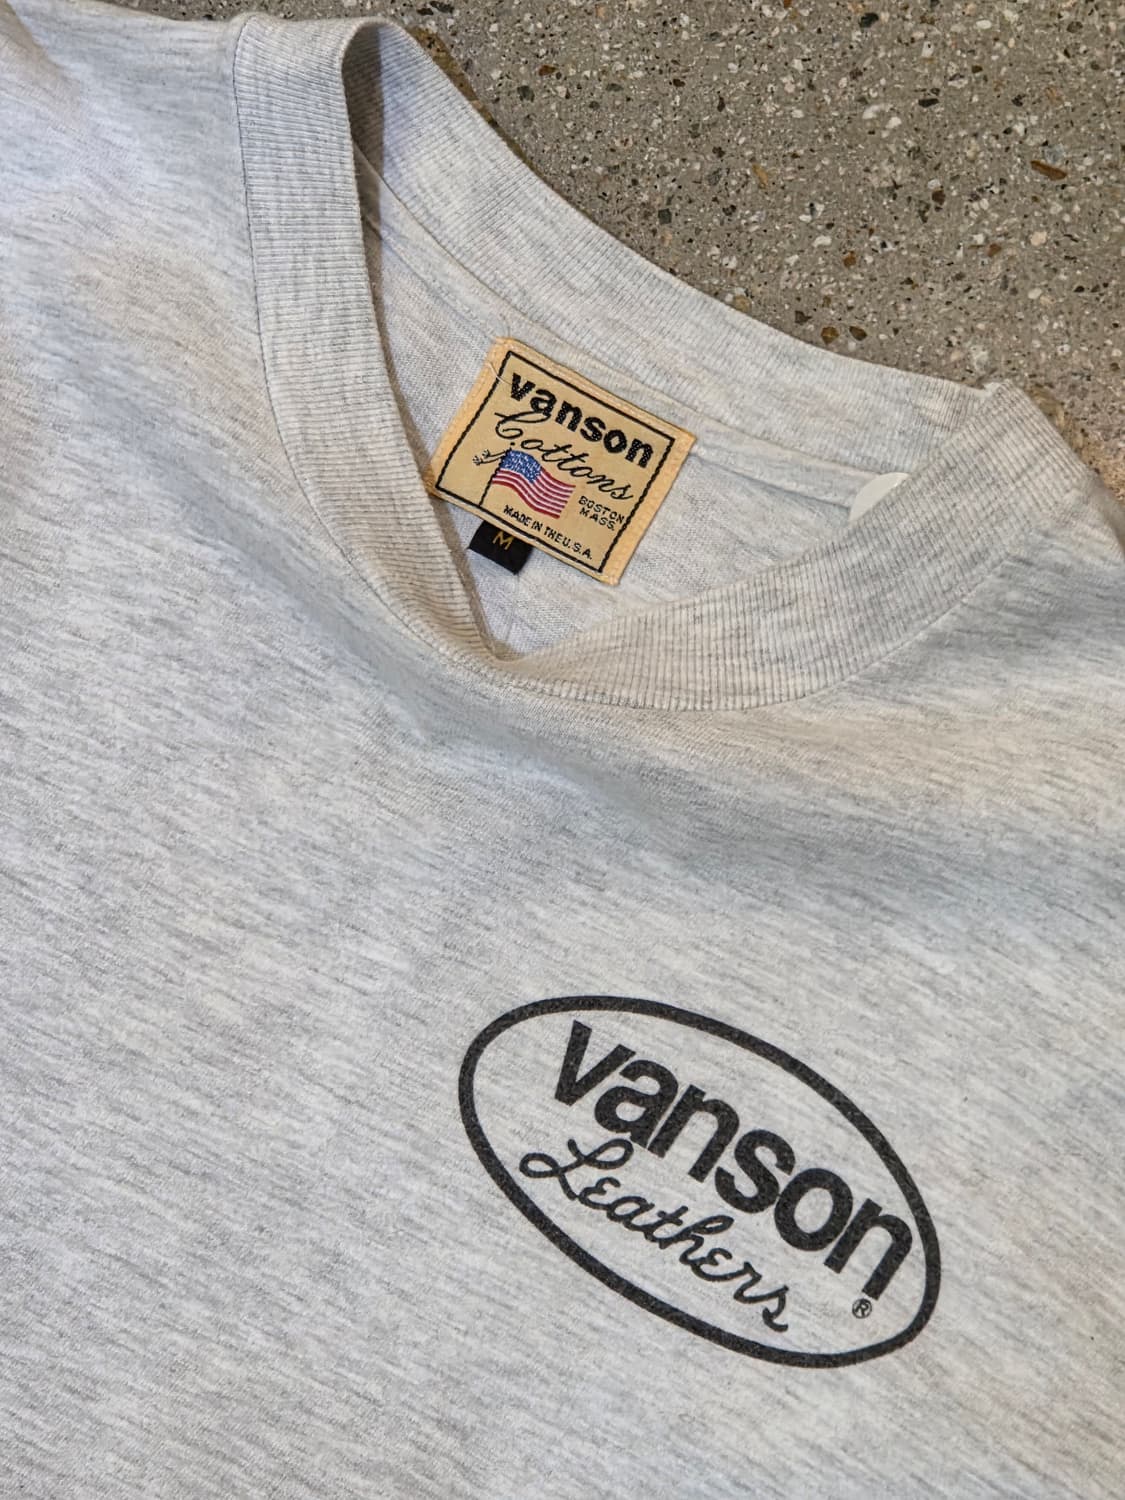 vanson
Cottons
BOSTON
MASS.
MADE IN THE U.S.A.
M
vanson
Leathers
®